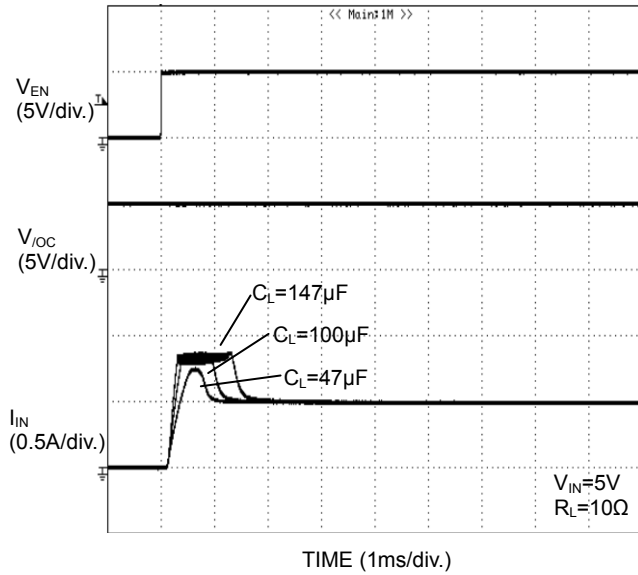 << Main:1M >>
V_EN
(5V/div.)
T
V_/OC
(5V/div.)
C_L=147µF
C_L=100µF
C_L=47µF
I_IN
(0.5A/div.)
V_IN=5V
R_L=10Ω
TIME (1ms/div.)